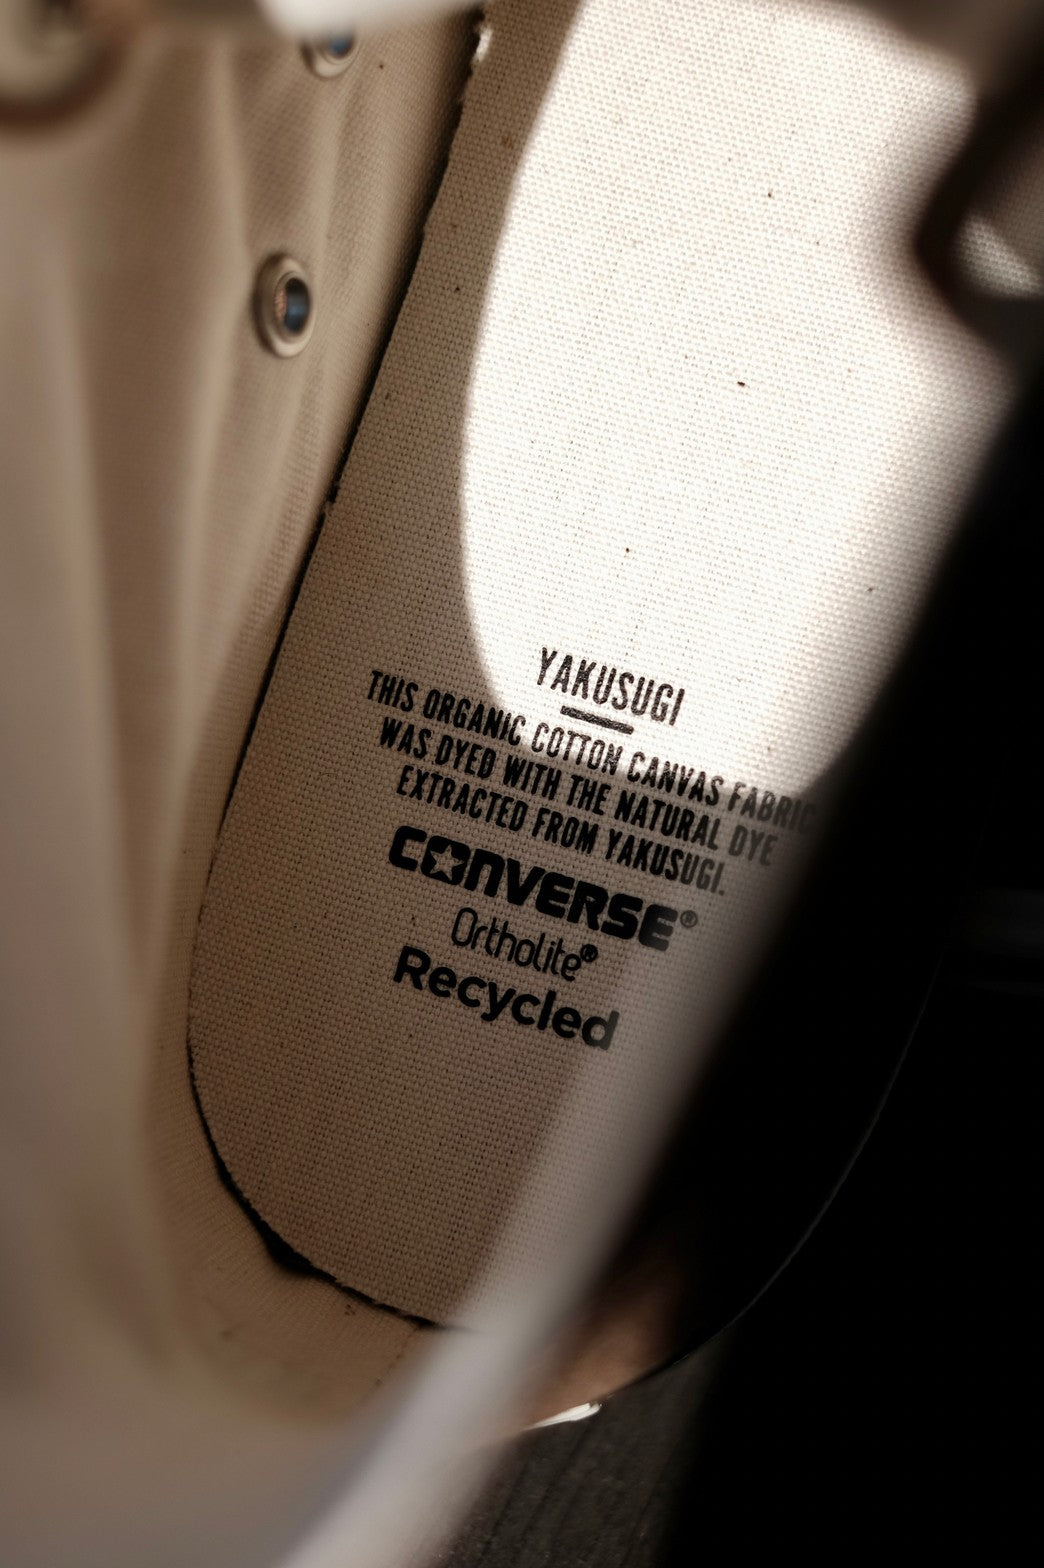 YAKUSUGI
THIS ORGANIC COTTON CANVAS FABRIC
WAS DYED WITH THE NATURAL DYE
EXTRACTED FROM YAKUSUGI.
CONVERSE®
Ortholite®
Recycled